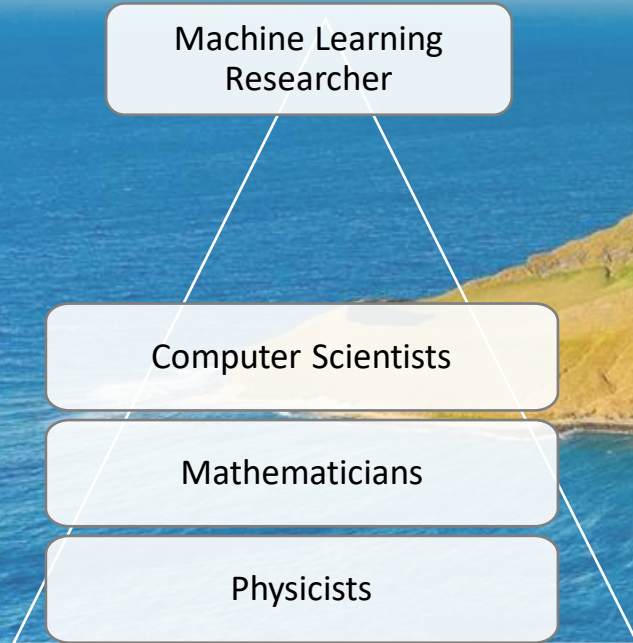 Machine Learning
Researcher
Computer Scientists
Mathematicians
Physicists